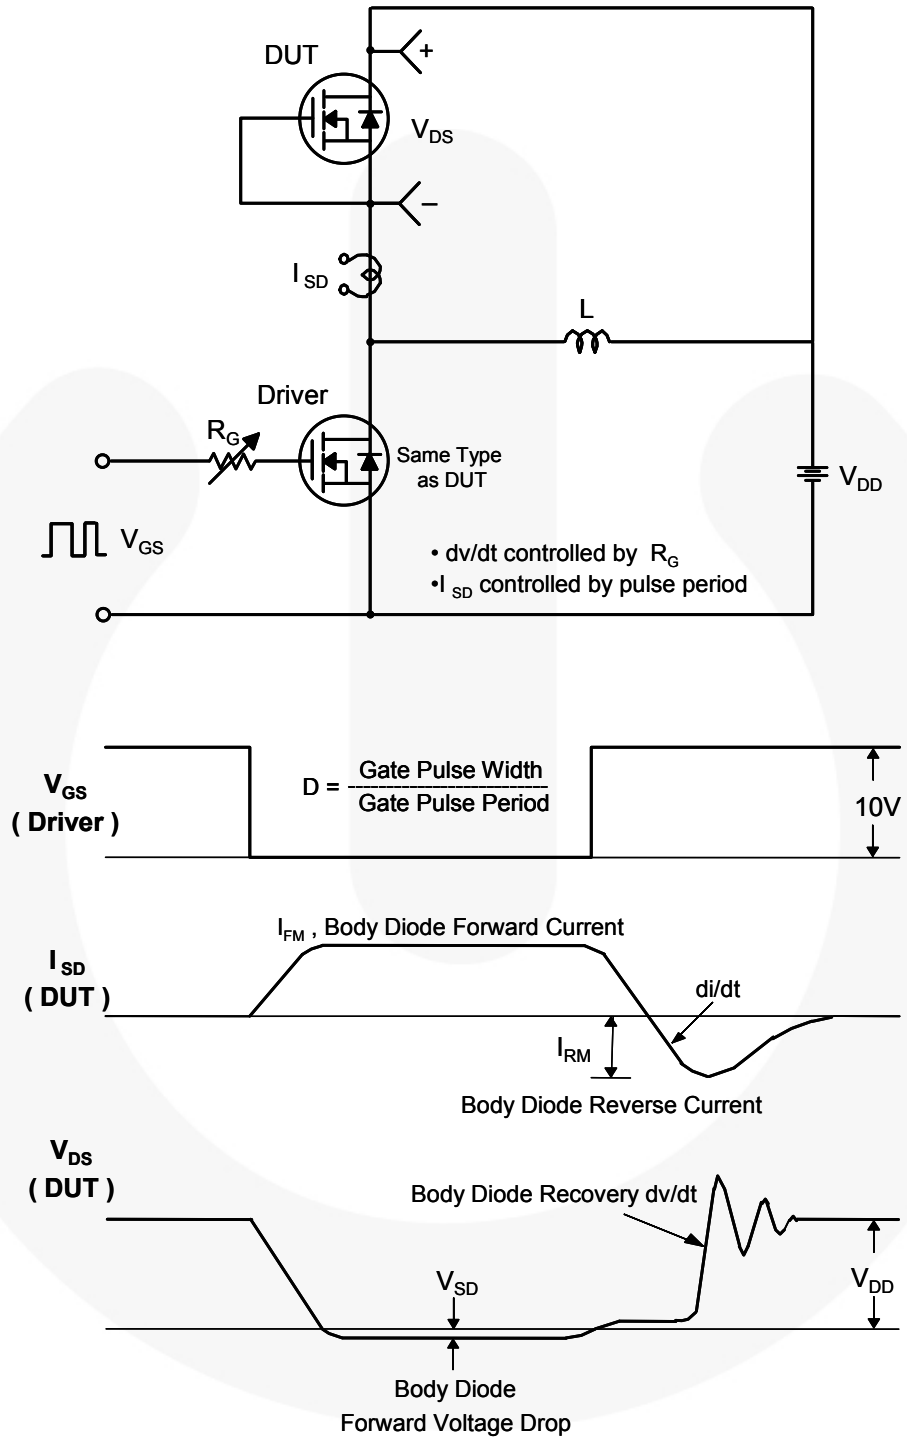 DUT
+
V_DS
−
I_SD
L
Driver
R_G
Same Type
as DUT
V_DD
V_GS
• dv/dt controlled by R_G
•I_SD controlled by pulse period
V_GS
( Driver )
D = Gate Pulse Width
Gate Pulse Period
10V
I_FM , Body Diode Forward Current
I_SD
( DUT )
di/dt
I_RM
Body Diode Reverse Current
V_DS
( DUT )
Body Diode Recovery dv/dt
V_SD
V_DD
Body Diode
Forward Voltage Drop